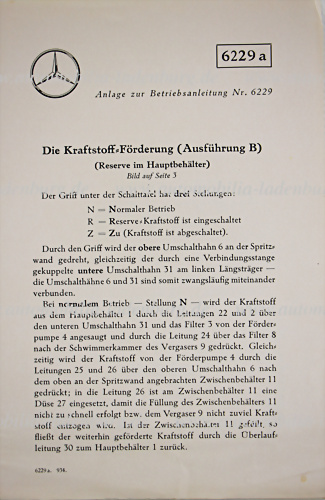 6229 a
Anlage zur Betriebsanleitung Nr. 6229
Die Kraftstoff-Förderung (Ausführung B)
(Reserve im Hauptbehälter)
Bild auf Seite 3
Der Griff unter der Schalttafel hat drei Stellungen:
N = Normaler Betrieb
R = Reserve-Kraftstoff ist eingeschaltet
Z = Zu (Kraftstoff ist abgeschaltet).
Durch den Griff wird der obere Umschalthahn 6 an der Spritz-
wand gedreht, gleichzeitig der durch eine Verbindungsstange
gekuppelte untere Umschalthahn 31 am linken Längsträger —
die Umschalthähne 6 und 31 sind somit zwangsläufig miteinander
verbunden.
Bei normalem Betrieb — Stellung N — wird der Kraftstoff
aus dem Hauptbehälter 1 durch die Leitungen 22 und 2 über
den unteren Umschalthahn 31 und das Filter 3 von der Förder-
pumpe 4 angesaugt und durch die Leitung 24 über das Filter 8
nach der Schwimmerkammer des Vergasers 9 gedrückt. Gleich-
zeitig wird der Kraftstoff von der Förderpumpe 4 durch die
Leitungen 25 und 26 über den oberen Umschalthahn 6 nach
dem oben an der Spritzwand angebrachten Zwischenbehälter 11
gedrückt; in die Leitung 26 ist am Zwischenbehälter 11 eine
Düse 27 eingesetzt, damit die Füllung des Zwischenbehälters 11
nicht zu schnell erfolgt bzw. dem Vergaser 9 nicht zuviel Kraft-
stoff entzogen wird. Ist der Zwischenbehälter 11 gefüllt, so
fließt der weiterhin geförderte Kraftstoff durch die Überlauf-
leitung 30 zum Hauptbehälter 1 zurück.
6229 a. 934.